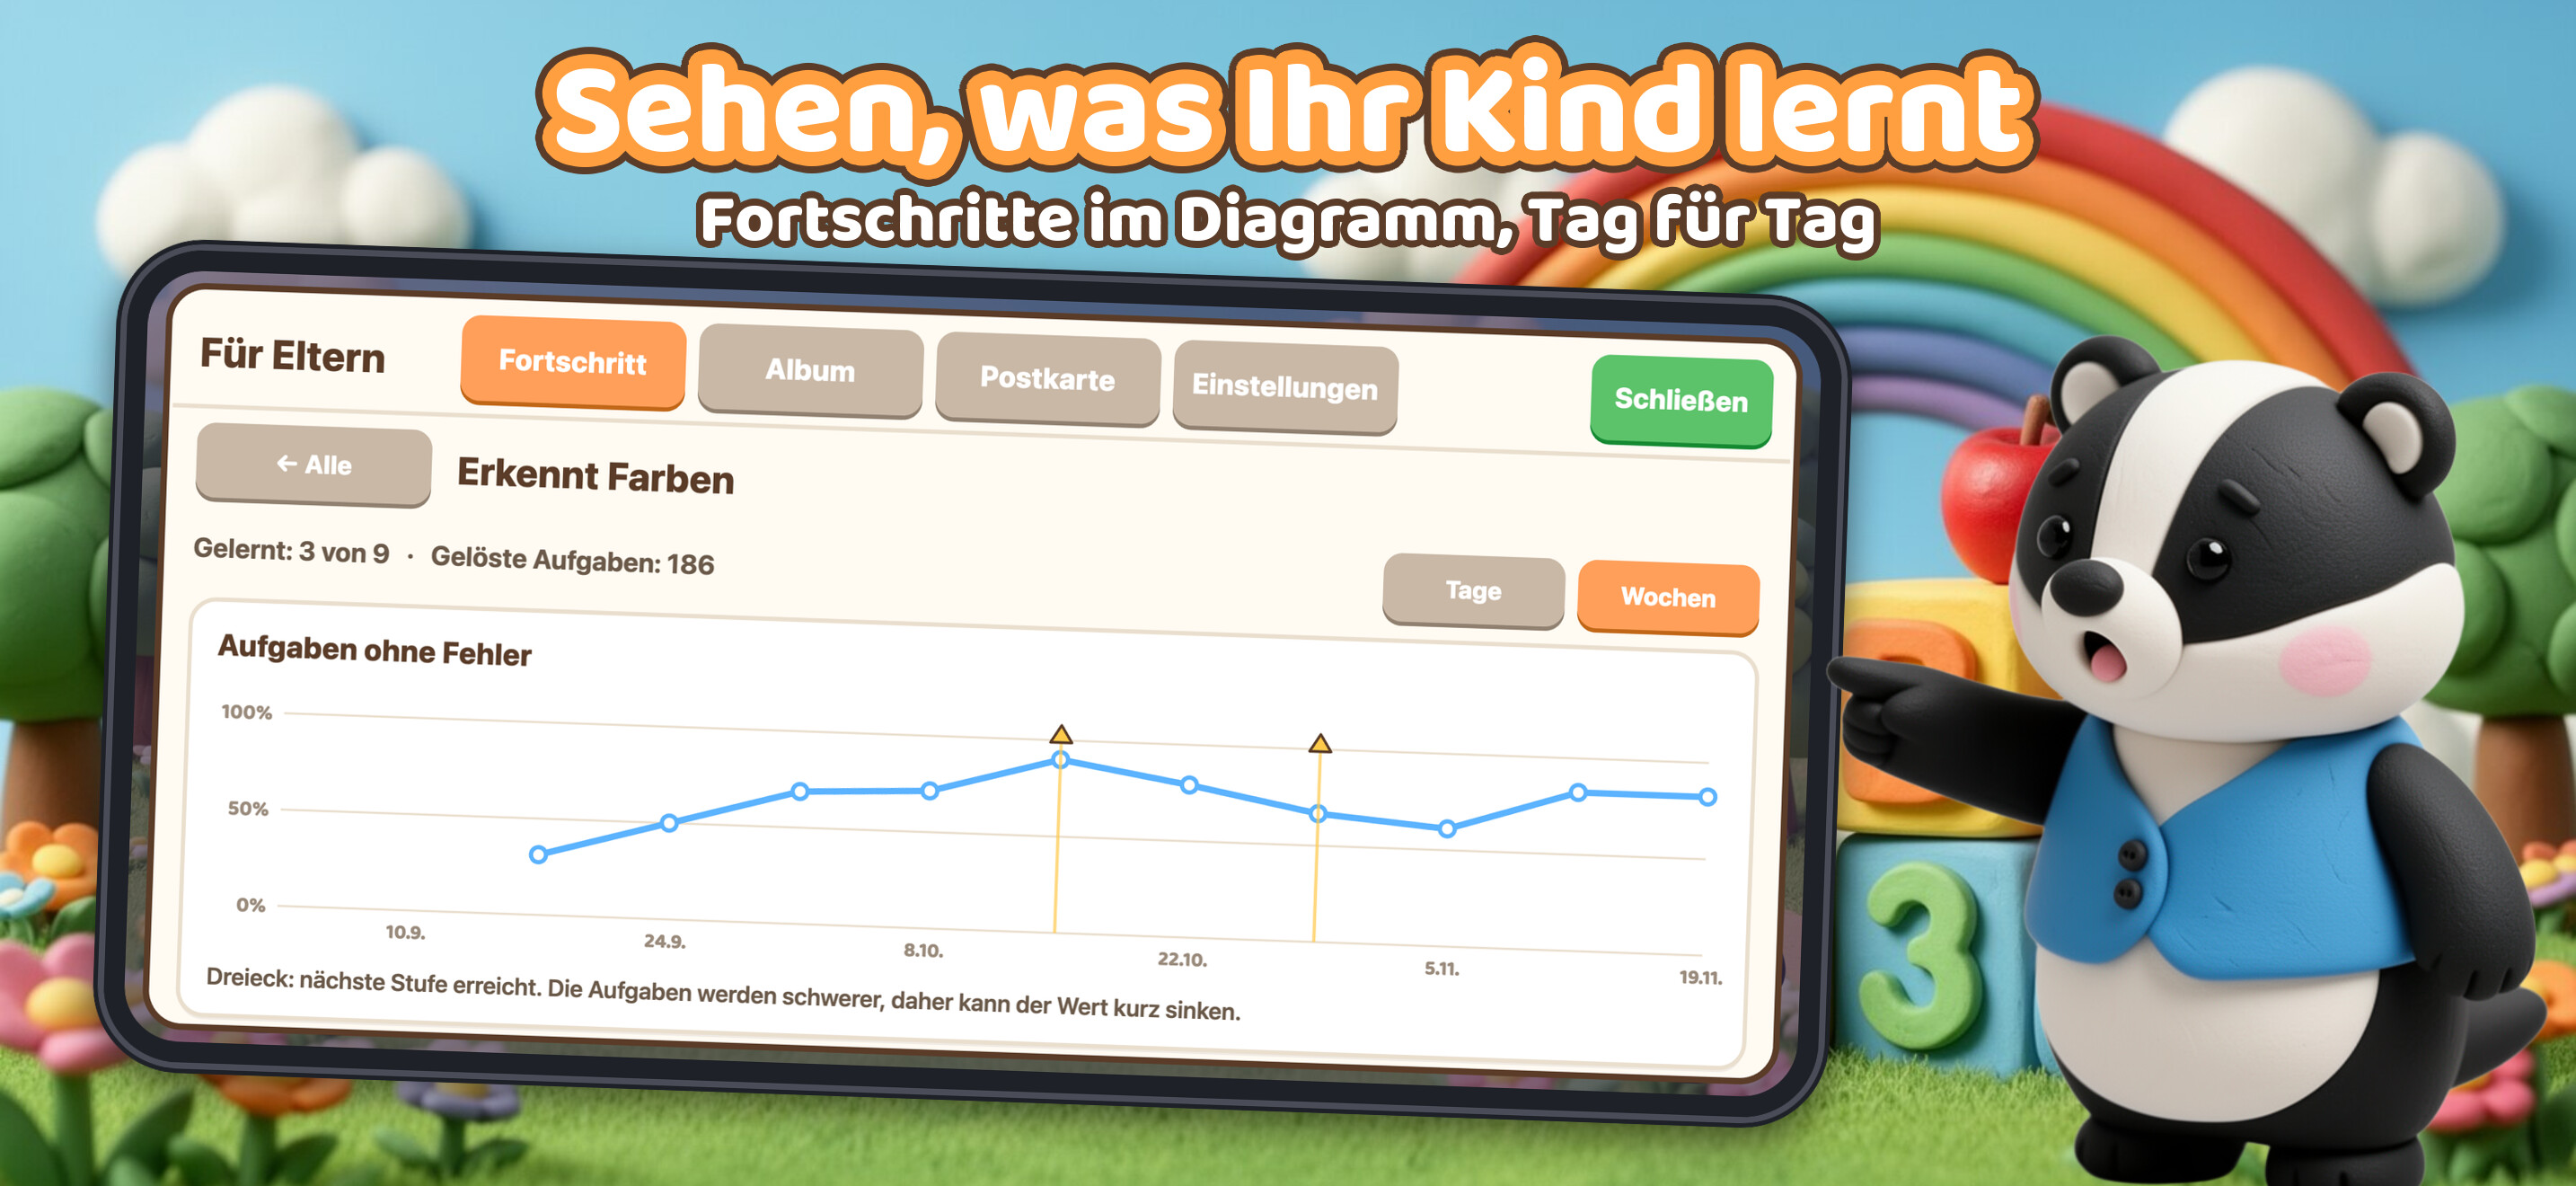 Sehen, was Ihr Kind lernt
Fortschritte im Diagramm, Tag für Tag
Für Eltern
Fortschritt
Album
Postkarte
Einstellungen
Schließen
← Alle
Erkennt Farben
Gelernt: 3 von 9 · Gelöste Aufgaben: 186
Tage
Wochen
Aufgaben ohne Fehler
100%
50%
0%
10.9.
24.9.
8.10.
22.10.
5.11.
19.11.
Dreieck: nächste Stufe erreicht. Die Aufgaben werden schwerer, daher kann der Wert kurz sinken.
3